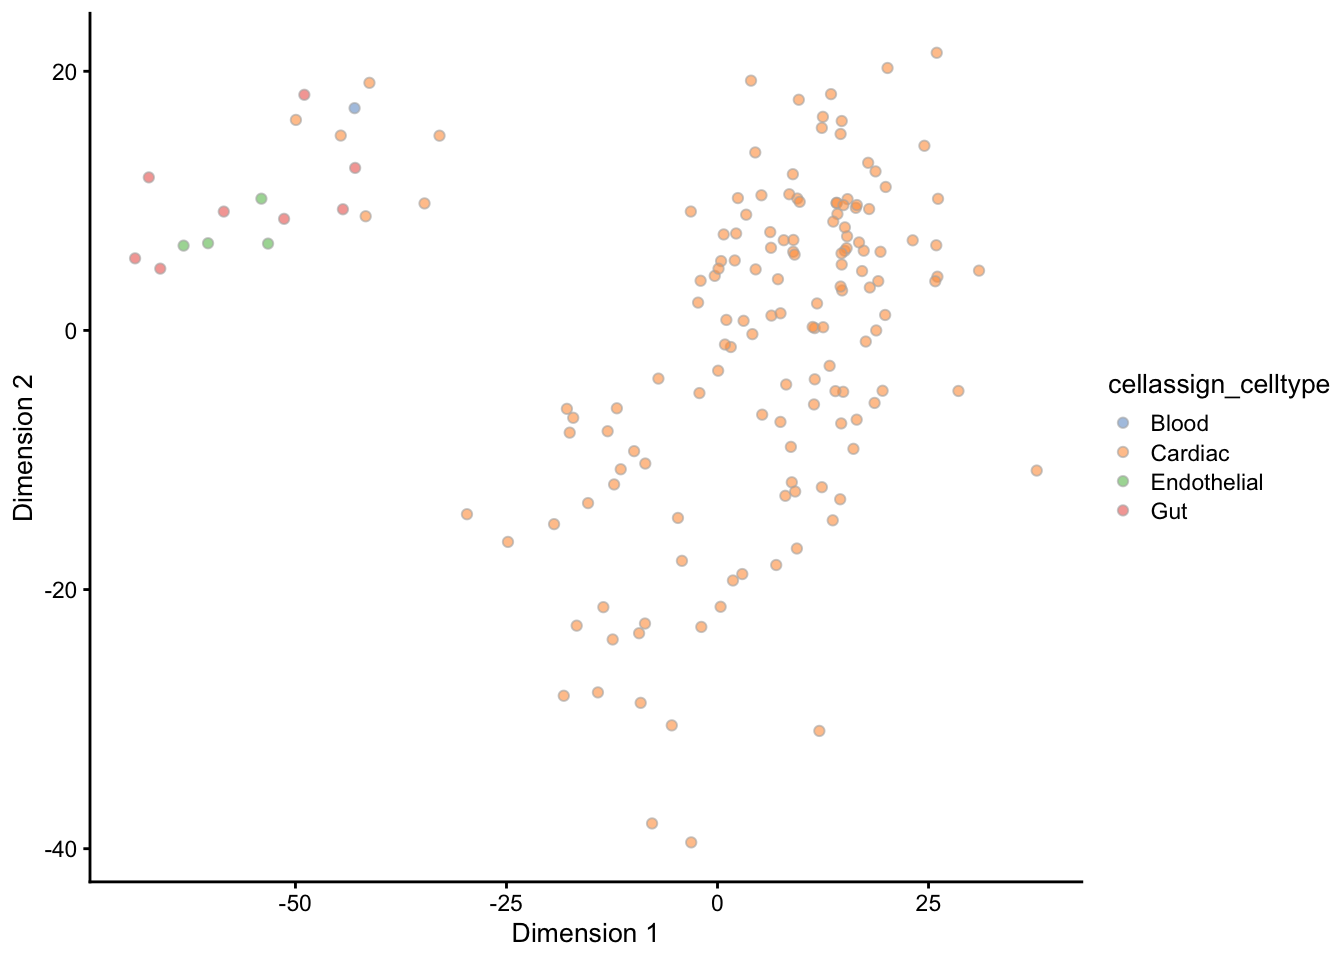 20
0
-20
-40
Dimension 2
-50
-25
0
25
Dimension 1
cellassign_celltype
Blood
Cardiac
Endothelial
Gut